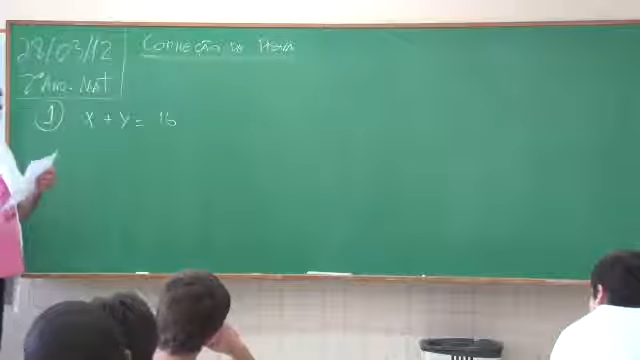 28/03/12
Correção da Prova
2º Ano. Mat
1 x + y = 16